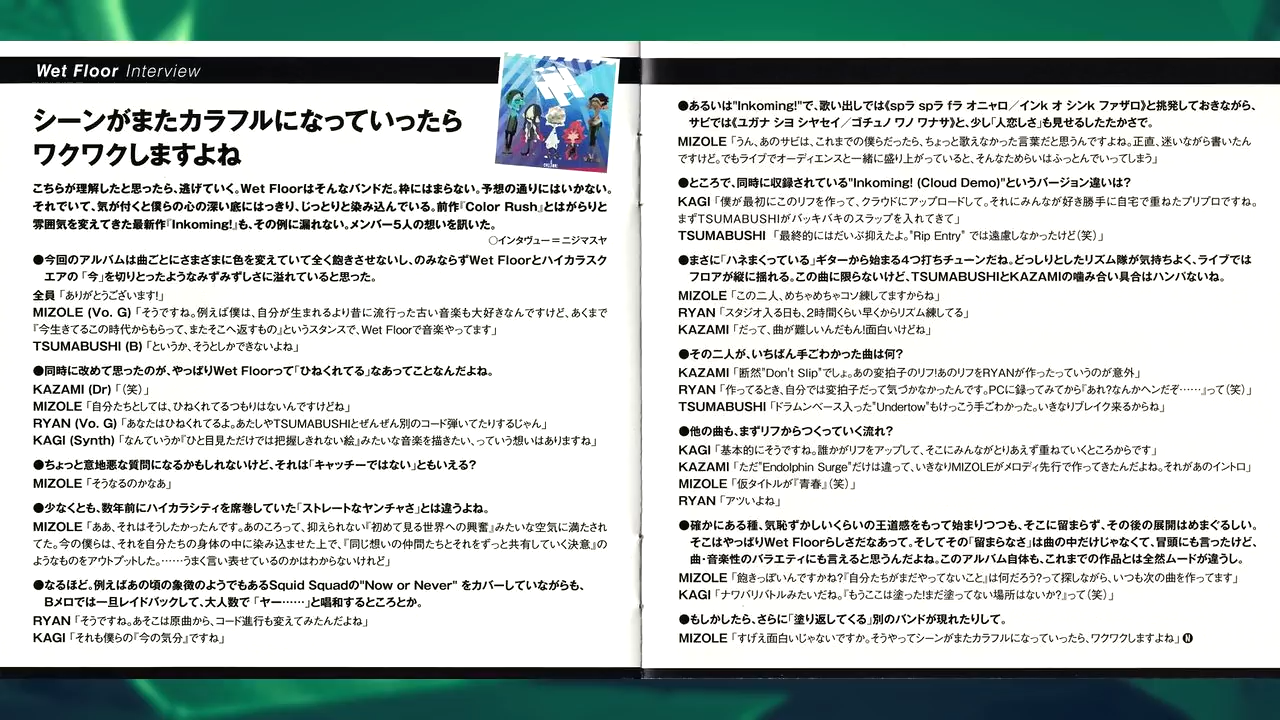 Wet Floor Interview
シーンがまたカラフルになっていったら
ワクワクしますよね
こちらが理解したと思ったら、逃げていく。Wet Floorはそんなバンドだ。枠にはまらない。予想の通りにはいかない。
それでいて、気が付くと僕らの心の深い底にはっきり、じっとりと染み込んでいる。前作『Color Rush』とはがらりと
雰囲気を変えてきた最新作『Inkoming!』も、その例に漏れない。メンバー5人の想いを訊いた。
○インタヴュー＝ニジマスヤ
●今回のアルバムは曲ごとにさまざまに色を変えていて全く飽きさせないし、のみならずWet Floorとハイカラスク
エアの「今」を切りとったようなみずみずしさに溢れていると思った。
全員「ありがとうございます!」
MIZOLE (Vo. G)「そうですね。例えば僕は、自分が生まれるより昔に流行った古い音楽も大好きなんですけど、あくまで
『今生きてるこの時代からもらって、またそこへ返すもの』というスタンスで、Wet Floorで音楽やってます」
TSUMABUSHI (B)「というか、そうとしかできないよね」
●同時に改めて思ったのが、やっぱりWet Floorって「ひねくれてる」なあってことなんだよね。
KAZAMI (Dr)「(笑)」
MIZOLE「自分たちとしては、ひねくれてるつもりはないんですけどね」
RYAN (Vo. G)「あなたはひねくれてるよ。あたしやTSUMABUSHIとぜんぜん別のコード弾いてたりするじゃん」
KAGI (Synth)「なんていうか『ひと目見ただけでは把握しきれない絵』みたいな音楽を描きたい、っていう想いはありますね」
●ちょっと意地悪な質問になるかもしれないけど、それは「キャッチーではない」ともいえる?
MIZOLE「そうなるのかなあ」
●少なくとも、数年前にハイカラシティを席巻していた「ストレートなヤンチャさ」とは違うよね。
MIZOLE「ああ、それはそうしたかったんです。あのころって、抑えられない『初めて見る世界への興奮』みたいな空気に満たされ
てた。今の僕らは、それを自分たちの身体の中に染み込ませた上で、『同じ想いの仲間たちとそれをずっと共有していく決意』の
ようなものをアウトプットした。……うまく言い表せているのかはわからないけれど」
●なるほど。例えばあの頃の象徴のようでもあるSquid Squadの"Now or Never" をカバーしていながらも、
Bメロでは一旦レイドバックして、大人数で「ヤー……」と唱和するところとか。
RYAN「そうですね。あそこは原曲から、コード進行も変えてみたんだよね」
KAGI「それも僕らの『今の気分』ですね」
●あるいは"Inkoming!"で、歌い出しでは《spラ spラ fラ オニャロ／インk オ シンk ファザロ》と挑発しておきながら、
サビでは《ユガナ シヨ シヤセイ／ゴチュノ ワノ ワナサ》と、少し「人恋しさ」も見せるしたたかさで。
MIZOLE「うん、あのサビは、これまでの僕らだったら、ちょっと歌えなかった言葉だと思うんですよね。正直、迷いながら書いたん
ですけど。でもライブでオーディエンスと一緒に盛り上がっていると、そんなためらいはふっとんでいってしまう」
●ところで、同時に収録されている"Inkoming! (Cloud Demo)"というバージョン違いは?
KAGI「僕が最初にこのリフを作って、クラウドにアップロードして。それにみんなが好き勝手に自宅で重ねたプリプロですね。
まずTSUMABUSHIがバッキバキのスラップを入れてきて」
TSUMABUSHI「最終的にはだいぶ抑えたよ。"Rip Entry" では遠慮しなかったけど(笑)」
●まさに「ハネまくっている」ギターから始まる4つ打ちチューンだね。どっしりとしたリズム隊が気持ちよく、ライブでは
フロアが縦に揺れる。この曲に限らないけど、TSUMABUSHIとKAZAMIの噛み合い具合はハンパないね。
MIZOLE「この二人、めちゃめちゃコソ練してますからね」
RYAN「スタジオ入る日も、2時間くらい早くからリズム練してる」
KAZAMI「だって、曲が難しいんだもん!面白いけどね」
●その二人が、いちばん手ごわかった曲は何?
KAZAMI「断然"Don't Slip"でしょ。あの変拍子のリフ!あのリフをRYANが作ったっていうのが意外」
RYAN「作ってるとき、自分では変拍子だって気づかなかったんです。PCに録ってみてから『あれ?なんかヘンだぞ……』って(笑)」
TSUMABUSHI「ドラムンベース入った"Undertow"もけっこう手ごわかった。いきなりブレイク来るからね」
●他の曲も、まずリフからつくっていく流れ?
KAGI「基本的にそうですね。誰かがリフをアップして、そこにみんながとりあえず重ねていくところからです」
KAZAMI「ただ"Endolphin Surge"だけは違って、いきなりMIZOLEがメロディ先行で作ってきたんだよね。それがあのイントロ」
MIZOLE「仮タイトルが『青春』(笑)」
RYAN「アツいよね」
●確かにある種、気恥ずかしいくらいの王道感をもって始まりつつも、そこに留まらず、その後の展開はめまぐるしい。
そこはやっぱりWet Floorらしさだなあって。そしてその「留まらなさ」は曲の中だけじゃなくて、冒頭にも言ったけど、
曲・音楽性のバラエティにも言えると思うんだよね。このアルバム自体も、これまでの作品とは全然ムードが違うし。
MIZOLE「飽きっぽいんですかね?『自分たちがまだやってないこと』は何だろう?って探しながら、いつも次の曲を作ってます」
KAGI「ナワバリバトルみたいだね。『もうここは塗った!まだ塗ってない場所はないか?』って(笑)」
●もしかしたら、さらに「塗り返してくる」別のバンドが現れたりして。
MIZOLE「すげえ面白いじゃないですか。そうやってシーンがまたカラフルになっていったら、ワクワクしますよね」